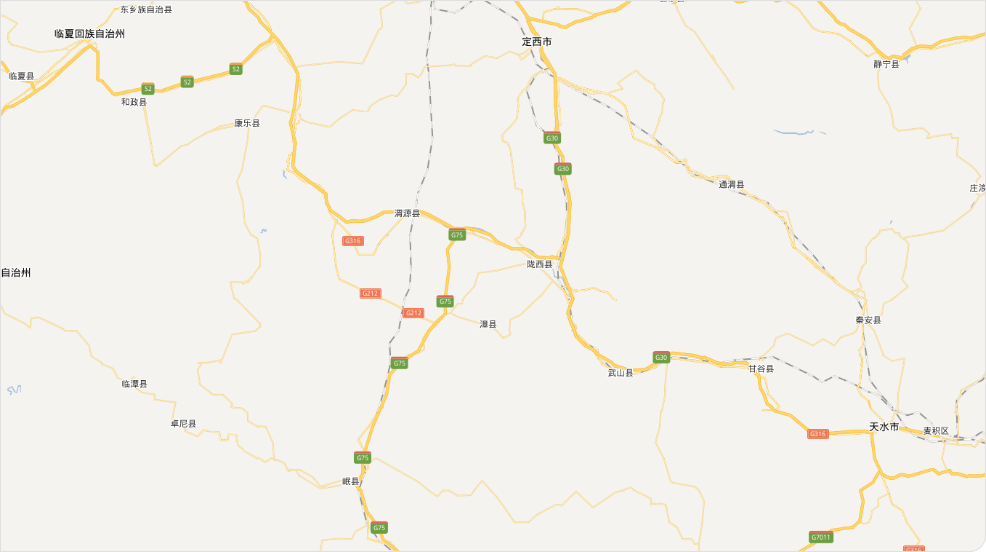 东乡族自治县
临夏回族自治州
定西市
静宁县
S2
临夏县
S2
S2
和政县
康乐县
G30
G30
通渭县
庄浪
渭源县
G75
G316
陇西县
自治州
G212
G75
G212
漳县
秦安县
G30
G75
武山县
甘谷县
临潭县
卓尼县
天水市
麦积区
G316
G75
岷县
G75
G7011